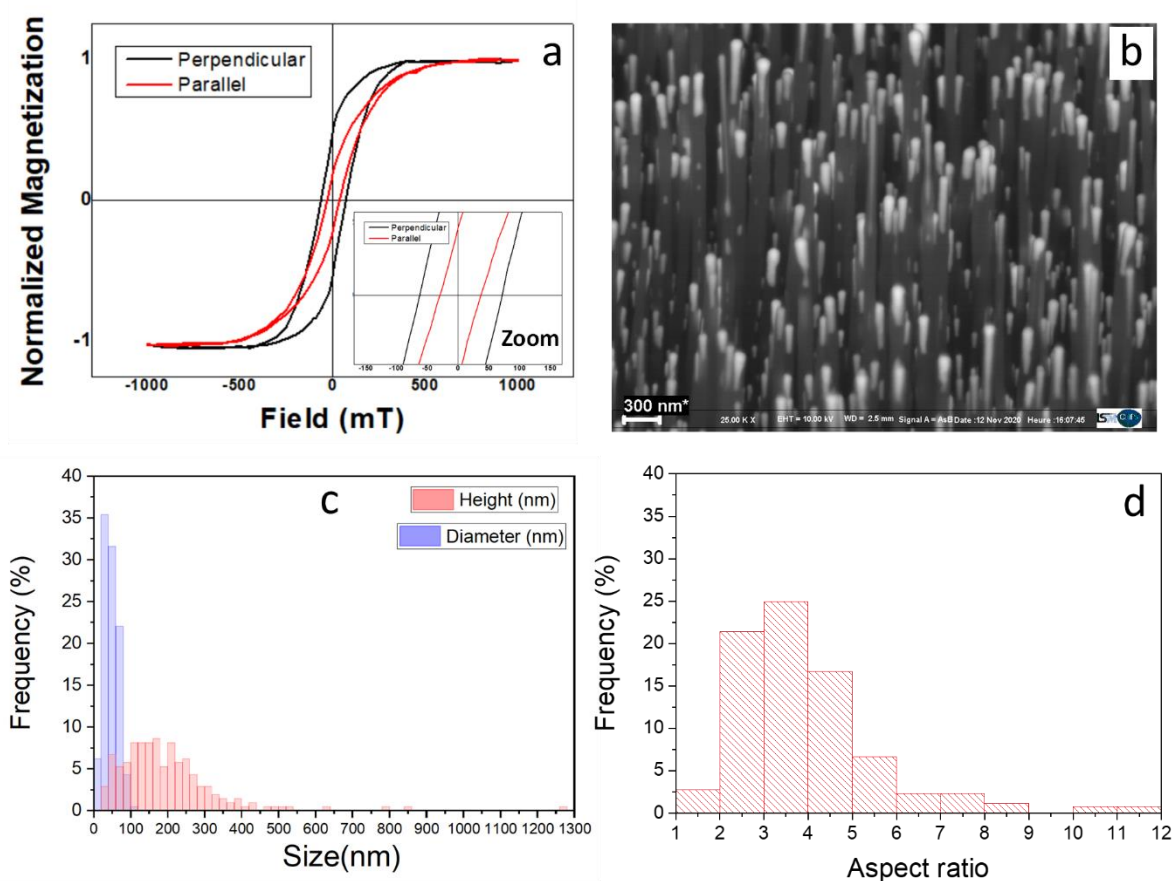 a
Perpendicular
Parallel
Normalized Magnetization
1
0
-1
-1000
-500
0
500
1000
Field (mT)
Perpendicular
Parallel
Zoom
-150
-100
-50
0
50
100
150
b
300 nm*
25.00 K X EHT = 10.00 kV WD = 2.5 mm Signal A = AsB Date :12 Nov 2020 Heure :16:07:45
c
Height (nm)
Diameter (nm)
Frequency (%)
40
35
30
25
20
15
10
5
0
0 100 200 300 400 500 600 700 800 900 1000 1100 1200 1300
Size(nm)
d
Frequency (%)
40
35
30
25
20
15
10
5
0
1 2 3 4 5 6 7 8 9 10 11 12
Aspect ratio